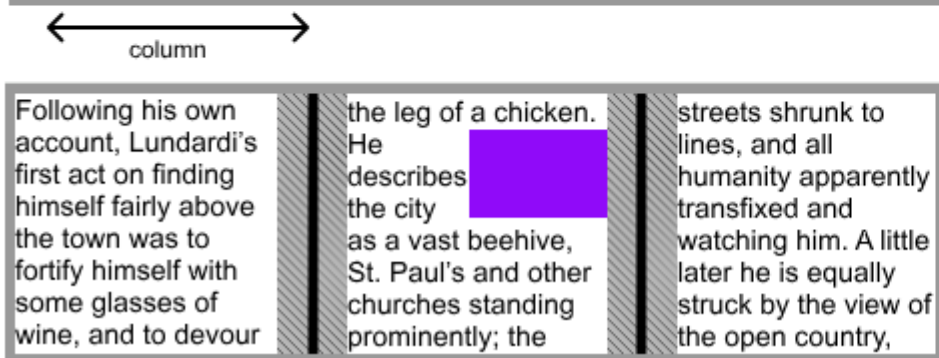 column
Following his own
account, Lundardi’s
first act on finding
himself fairly above
the town was to
fortify himself with
some glasses of
wine, and to devour
the leg of a chicken.
He
describes
the city
as a vast beehive,
St. Paul’s and other
churches standing
prominently; the
streets shrunk to
lines, and all
humanity apparently
transfixed and
watching him. A little
later he is equally
struck by the view of
the open country,